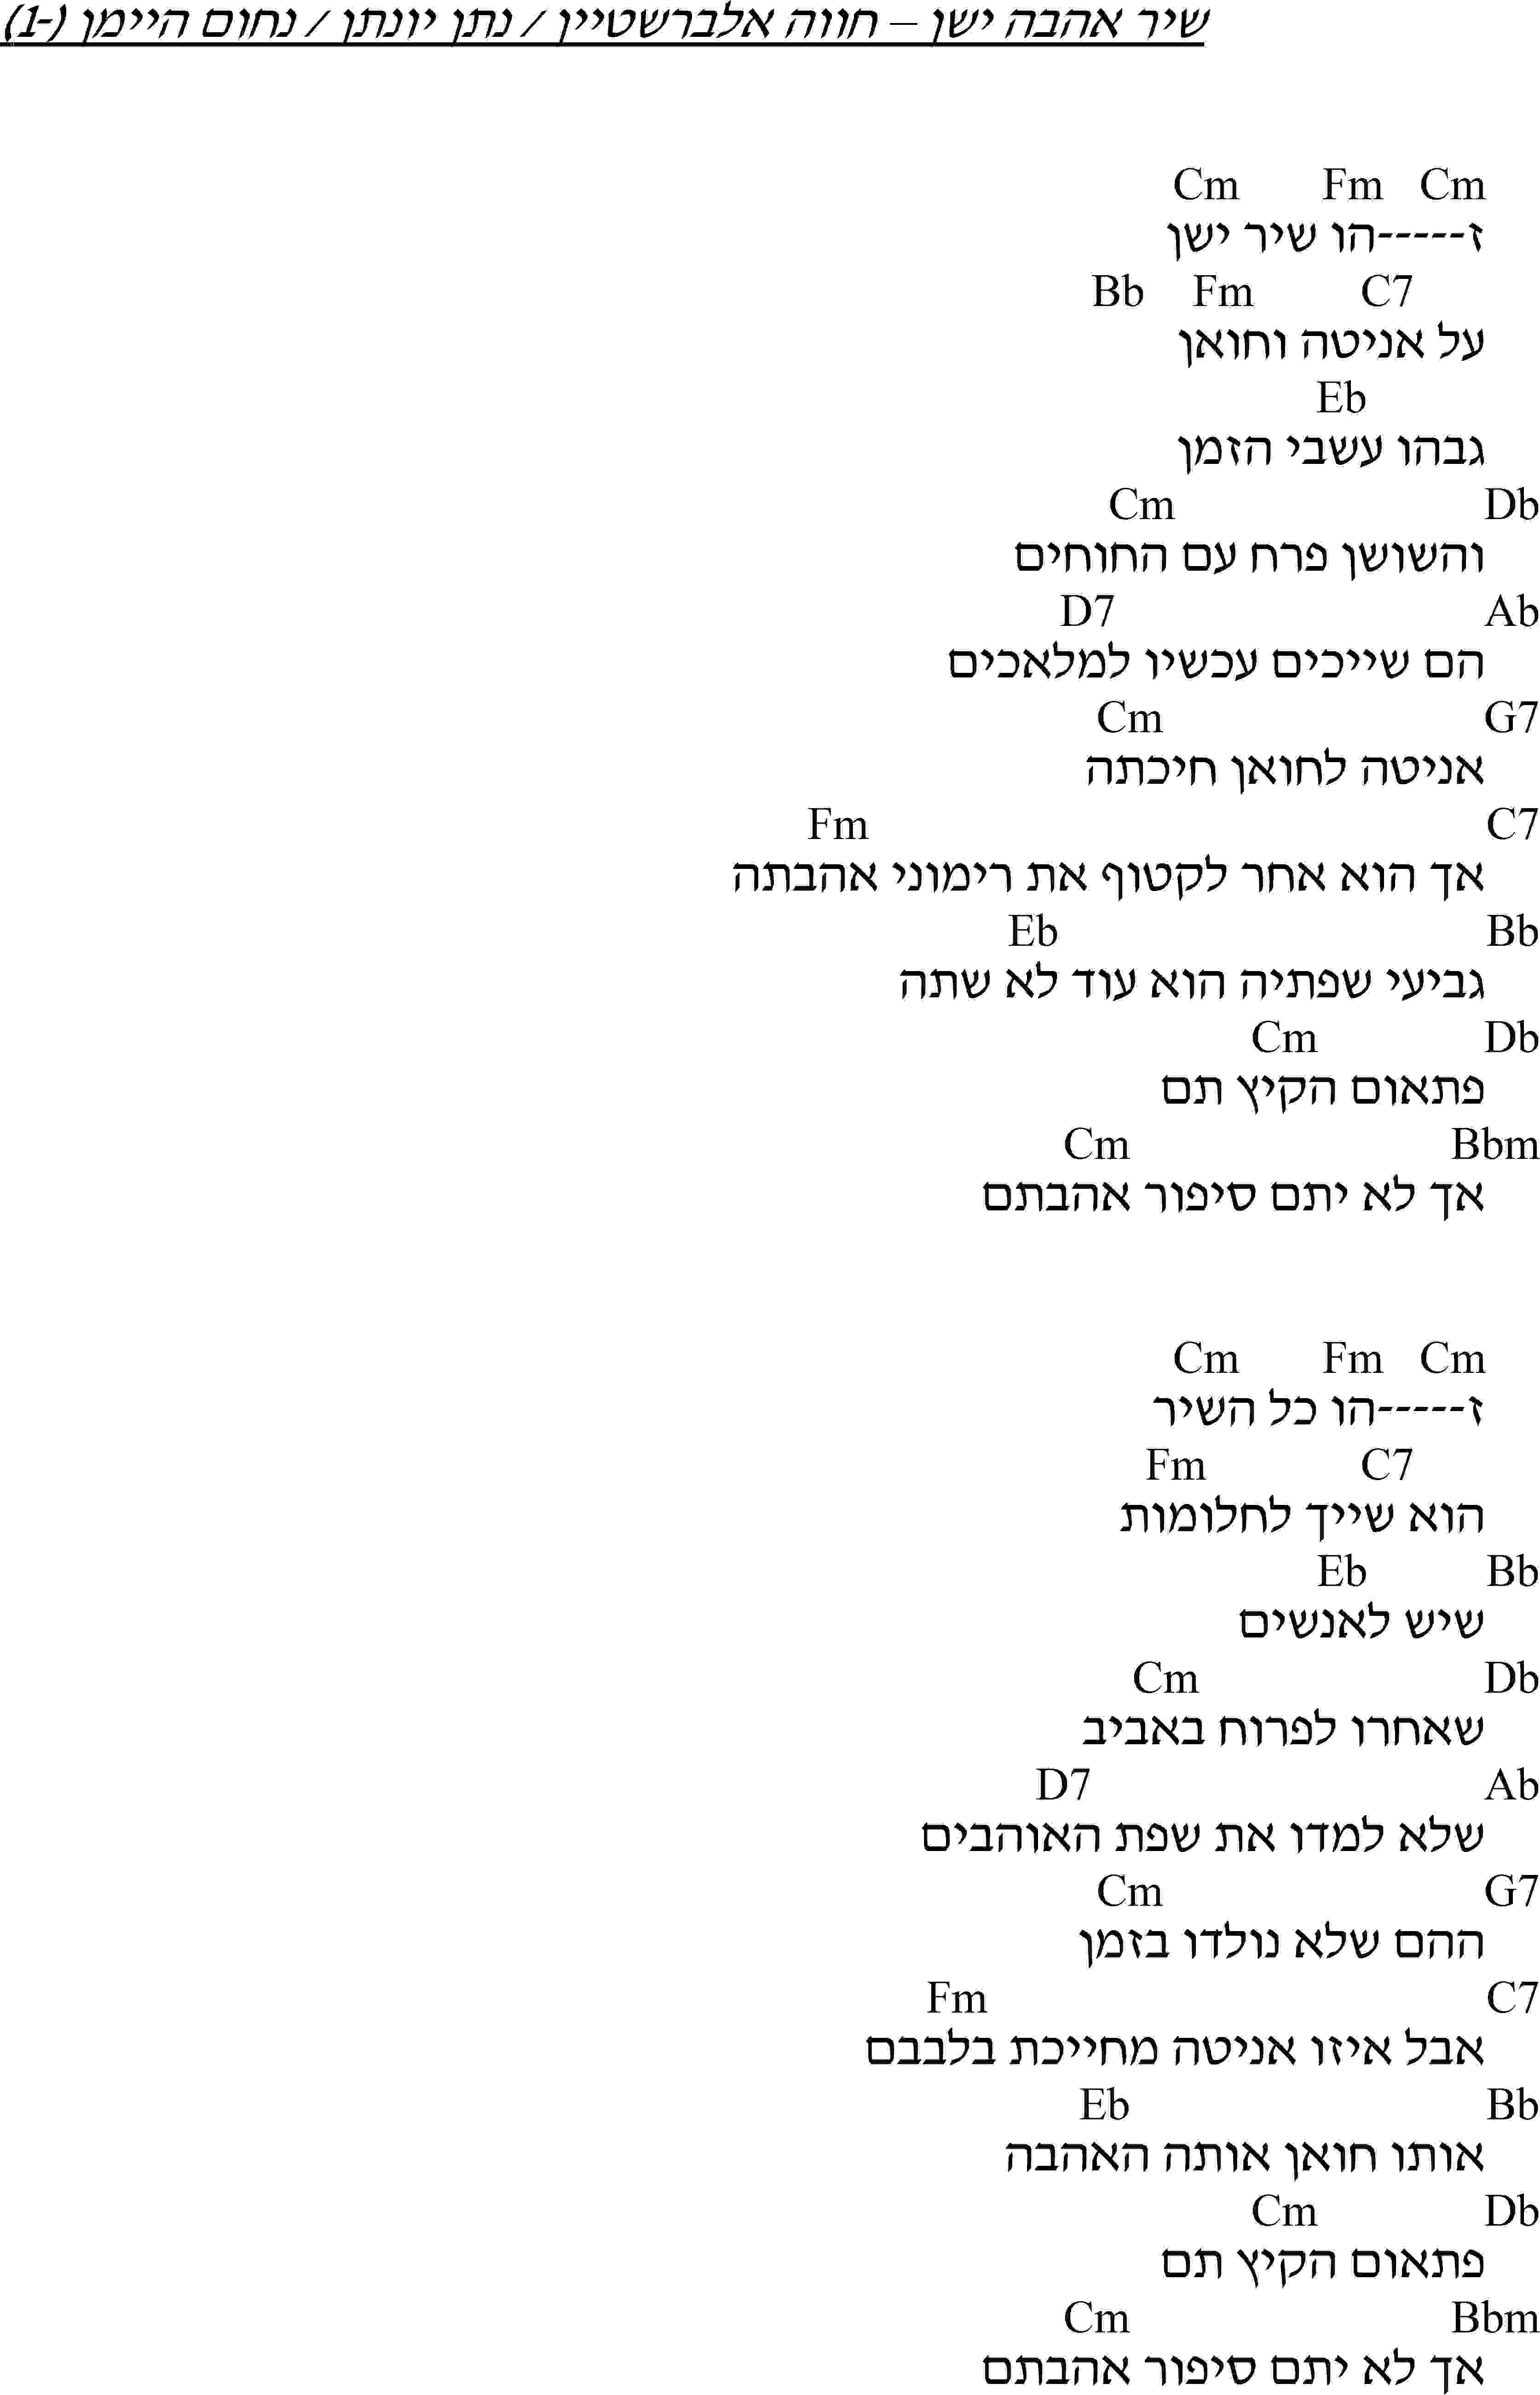 שיר אהבה ישן – חווה אלברשטיין / נתן יונתן / נחום היימן (-1)
Cm Fm Cm
ז-----הו שיר ישן
Bb Fm C7
על אניטה וחואן
Eb
גבהו עשבי הזמן
Cm Db
והשושן פרח עם החוחים
D7 Ab
הם שייכים עכשיו למלאכים
Cm G7
אניטה לחואן חיכתה
Fm C7
אך הוא אחר לקטוף את רימוני אהבתה
Eb Bb
גביעי שפתיה הוא עוד לא שתה
Cm Db
פתאום הקיץ תם
Cm Bbm
אך לא יתם סיפור אהבתם
Cm Fm Cm
ז-----הו כל השיר
Fm C7
הוא שייך לחלומות
Eb Bb
שיש לאנשים
Cm Db
שאחרו לפרוח באביב
D7 Ab
שלא למדו את שפת האוהבים
Cm G7
ההם שלא נולדו בזמן
Fm C7
אבל איזו אניטה מחייכת בלבבם
Eb Bb
אותו חואן אותה האהבה
Cm Db
פתאום הקיץ תם
Cm Bbm
אך לא יתם סיפור אהבתם